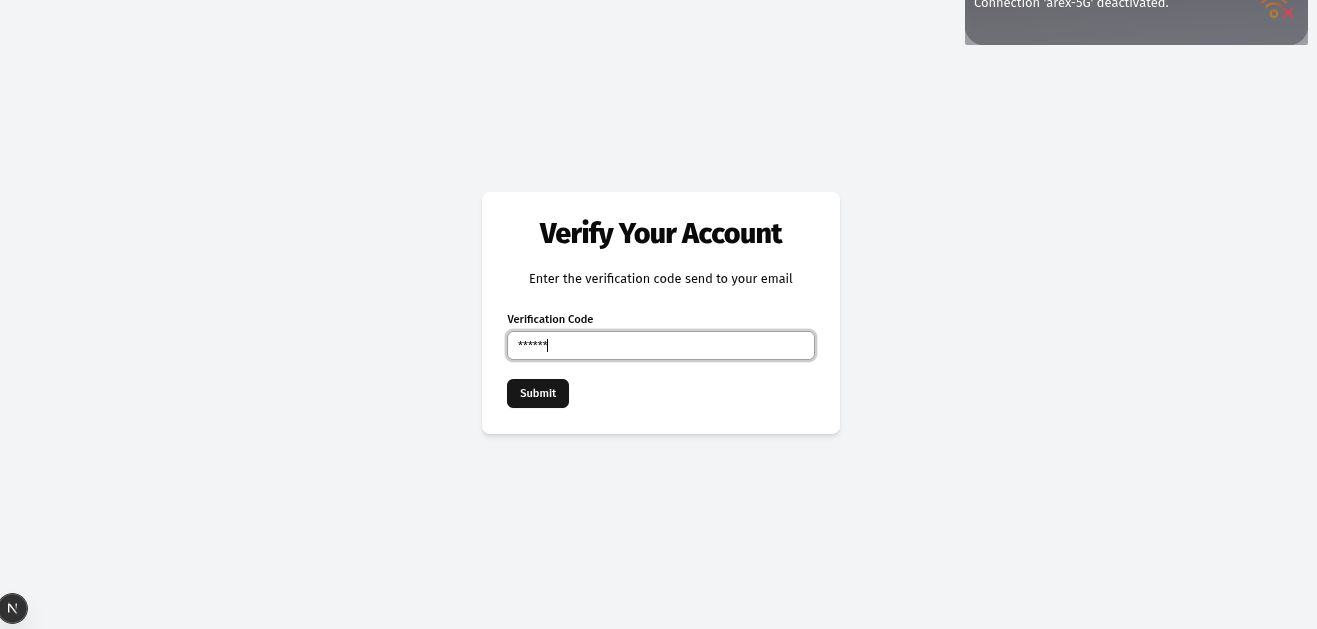 Connection 'arex-5G' deactivated.
Verify Your Account
Enter the verification code send to your email
Verification Code
******
Submit
N